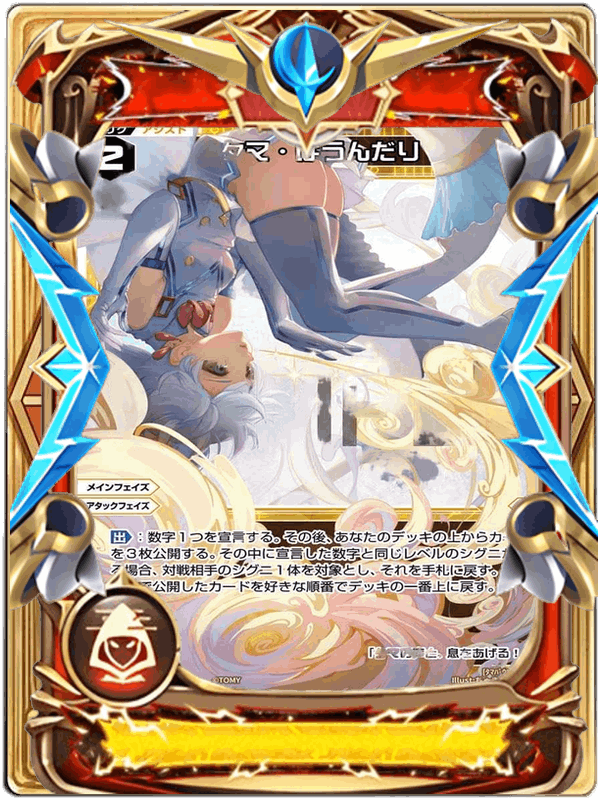 アシスト
2
タマ・ばうんだり
メインフェイズ
アタックフェイズ
出：数字１つを宣言する。その後、あなたのデッキの上からカ
を３枚公開する。その中に宣言した数字と同じレベルのシグニが
る場合、対戦相手のシグニ１体を対象とし、それを手札に戻す。
公開したカードを好きな順番でデッキの一番上に戻す。
息をあげる！
©TOMY
Illust: